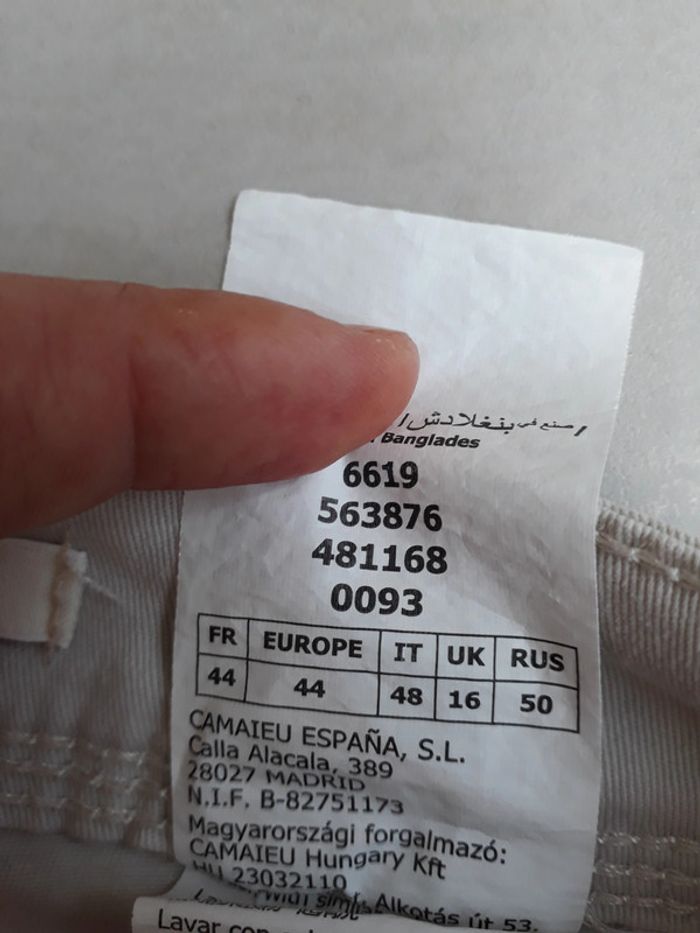 صنع في بنغلادش
Banglades
6619
563876
481168
0093
FR EUROPE IT UK RUS
44 44 48 16 50
CAMAIEU ESPAÑA, S.L.
Calla Alacala, 389
28027 MADRID
N.I.F. B-82751173
Magyarországi forgalmazó:
CAMAIEU Hungary Kft
HU 23032110
Alkotás út 53.
Lavar con